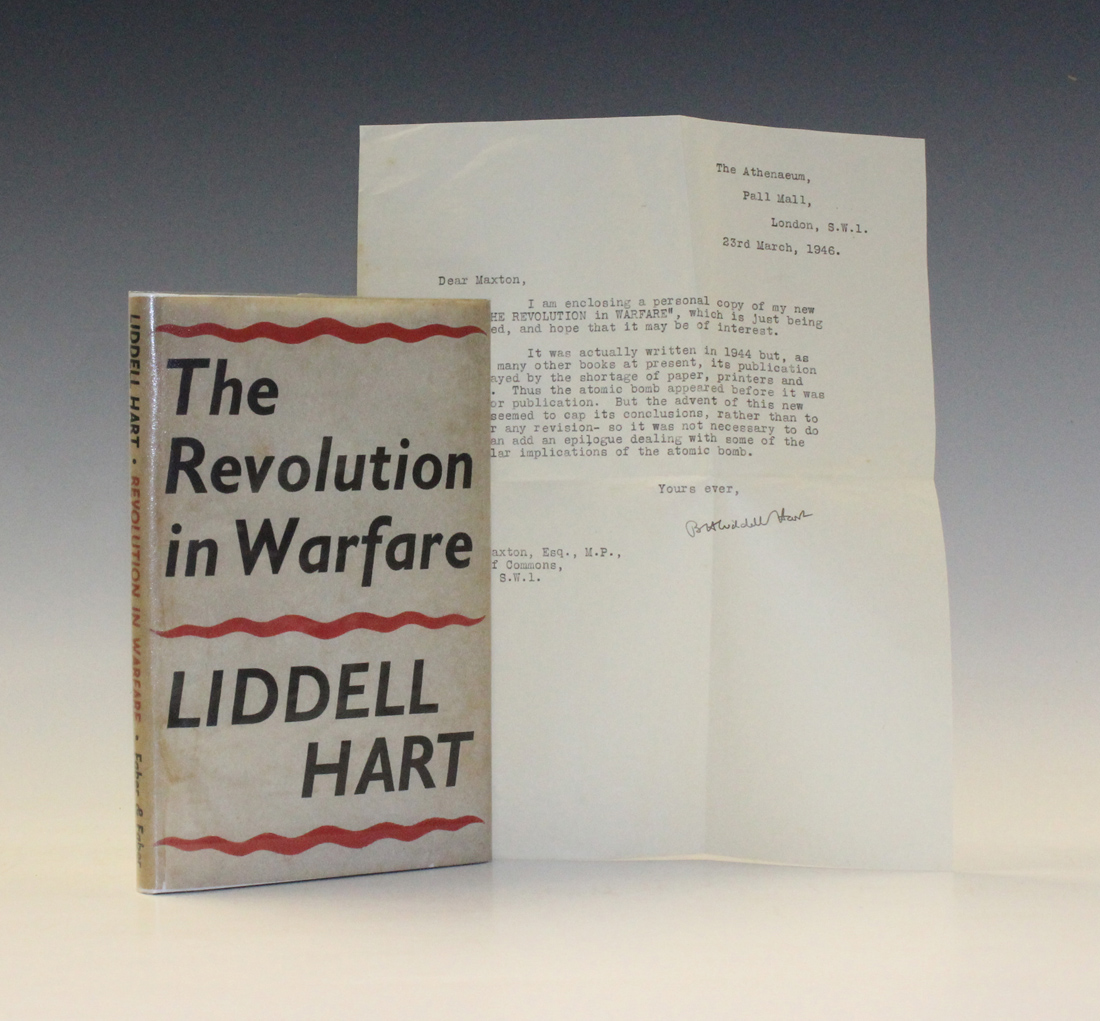 The
Revolution
in Warfare
LIDDELL
HART
LIDDELL HART • REVOLUTION IN WARFARE • Faber & Faber
The Athenaeum,
Pall Mall,
London, S.W.1.
23rd March, 1946.
Dear Maxton,
I am enclosing a personal copy of my new
HE REVOLUTION in WARFARE", which is just being
ed, and hope that it may be of interest.
It was actually written in 1944 but, as
many other books at present, its publication
ayed by the shortage of paper, printers and
. Thus the atomic bomb appeared before it was
or publication. But the advent of this new
seemed to cap its conclusions, rather than to
r any revision- so it was not necessary to do
an add an epilogue dealing with some of the
lar implications of the atomic bomb.
Yours ever,
B H Liddell Hart
axton, Esq., M.P.,
f Commons,
S.W.1.